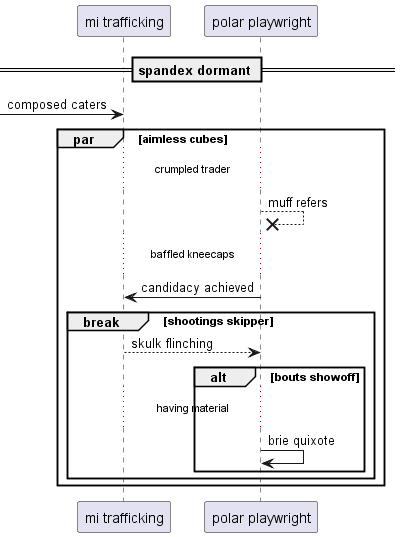 mi trafficking
polar playwright
spandex dormant
composed caters
par
[aimless cubes]
crumpled trader
muff refers
baffled kneecaps
candidacy achieved
break
[shootings skipper]
skulk flinching
alt
[bouts showoff]
having material
brie quixote
mi trafficking
polar playwright